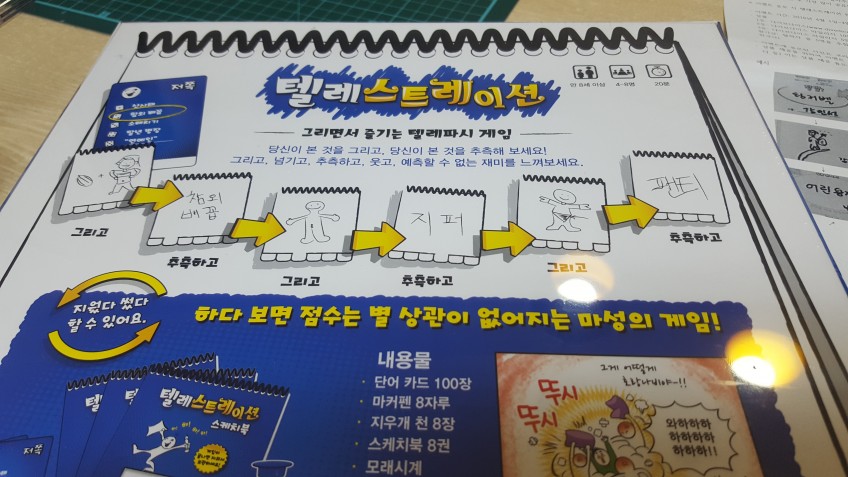 텔레스트레이션
만 8세 이상
4-8명
20분
그리면서 즐기는 텔레파시 게임
당신이 본 것을 그리고, 당신이 본 것을 추측해 보세요!
그리고, 넘기고, 추측하고, 웃고, 예측할 수 없는 재미를 느껴보세요.
저쪽
참외
배꼽
지퍼
팬티
그리고
추측하고
그리고
추측하고
그리고
추측하고
지웠다 썼다
할 수 있어요.
하다 보면 점수는 별 상관이 없어지는 마성의 게임!
내용물
· 단어 카드 100장
· 마커펜 8자루
· 지우개 천 8장
· 스케치북 8권
· 모래시계
텔레스트레이션
스케치북
저쪽
그게 어떻게
호랑나비야~!!
뚜시
뚜시
와하하하
하하하하
하하하!!